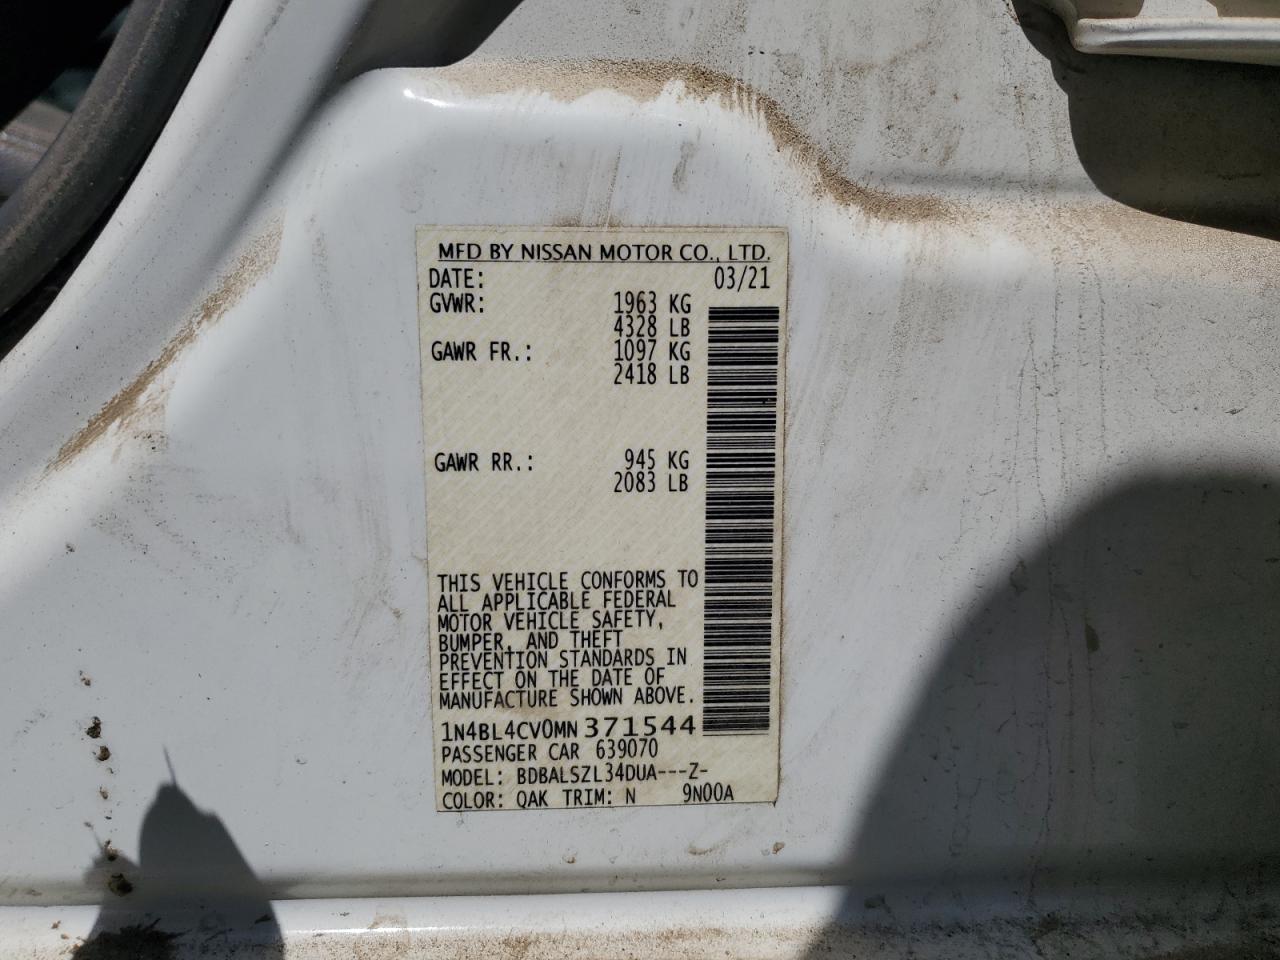 MFD BY NISSAN MOTOR CO., LTD.
DATE: 03/21
GVWR: 1963 KG
4328 LB
GAWR FR.: 1097 KG
2418 LB
GAWR RR.: 945 KG
2083 LB
THIS VEHICLE CONFORMS TO
ALL APPLICABLE FEDERAL
MOTOR VEHICLE SAFETY,
BUMPER, AND THEFT
PREVENTION STANDARDS IN
EFFECT ON THE DATE OF
MANUFACTURE SHOWN ABOVE.
1N4BL4CV0MN 371544
PASSENGER CAR 639070
MODEL: BDBALSZL34DUA---Z-
COLOR: QAK TRIM: N 9N00A